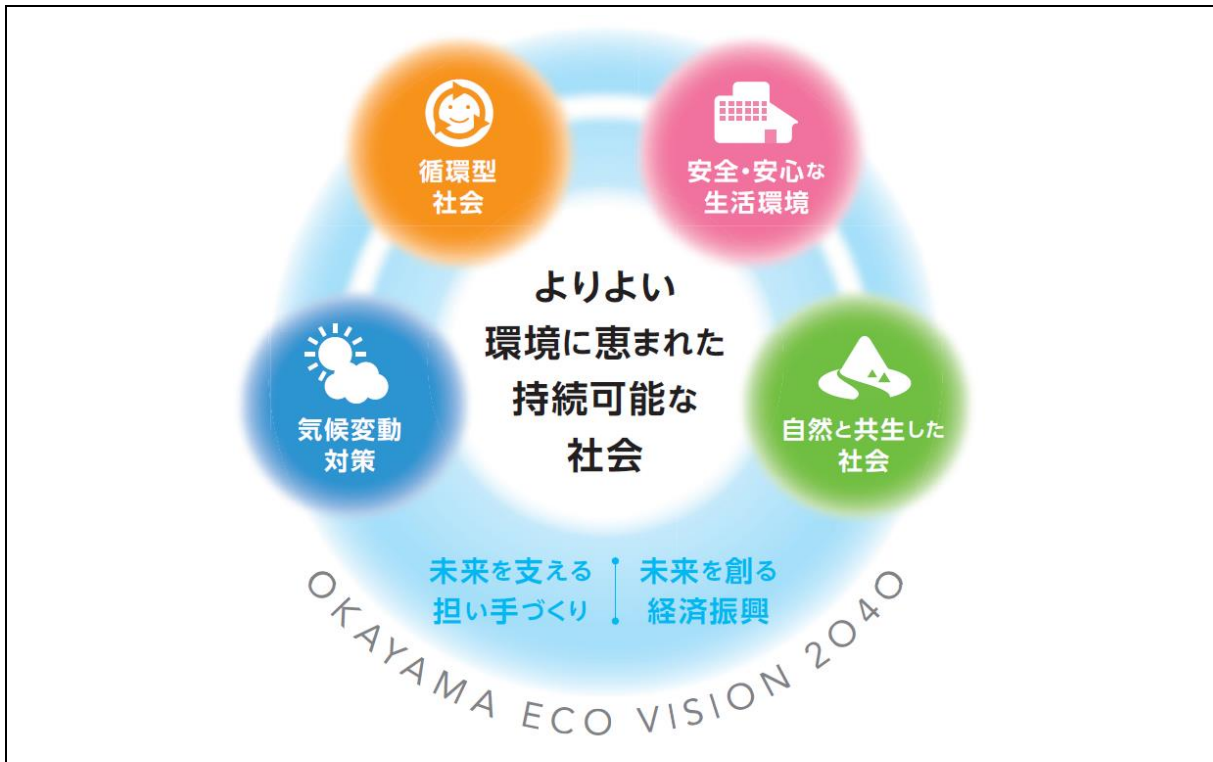 循環型
社会
安全・安心な
生活環境
よりよい
環境に恵まれた
持続可能な
社会
気候変動
対策
自然と共生した
社会
未来を支える
担い手づくり
未来を創る
経済振興
OKAYAMA ECO VISION 2040